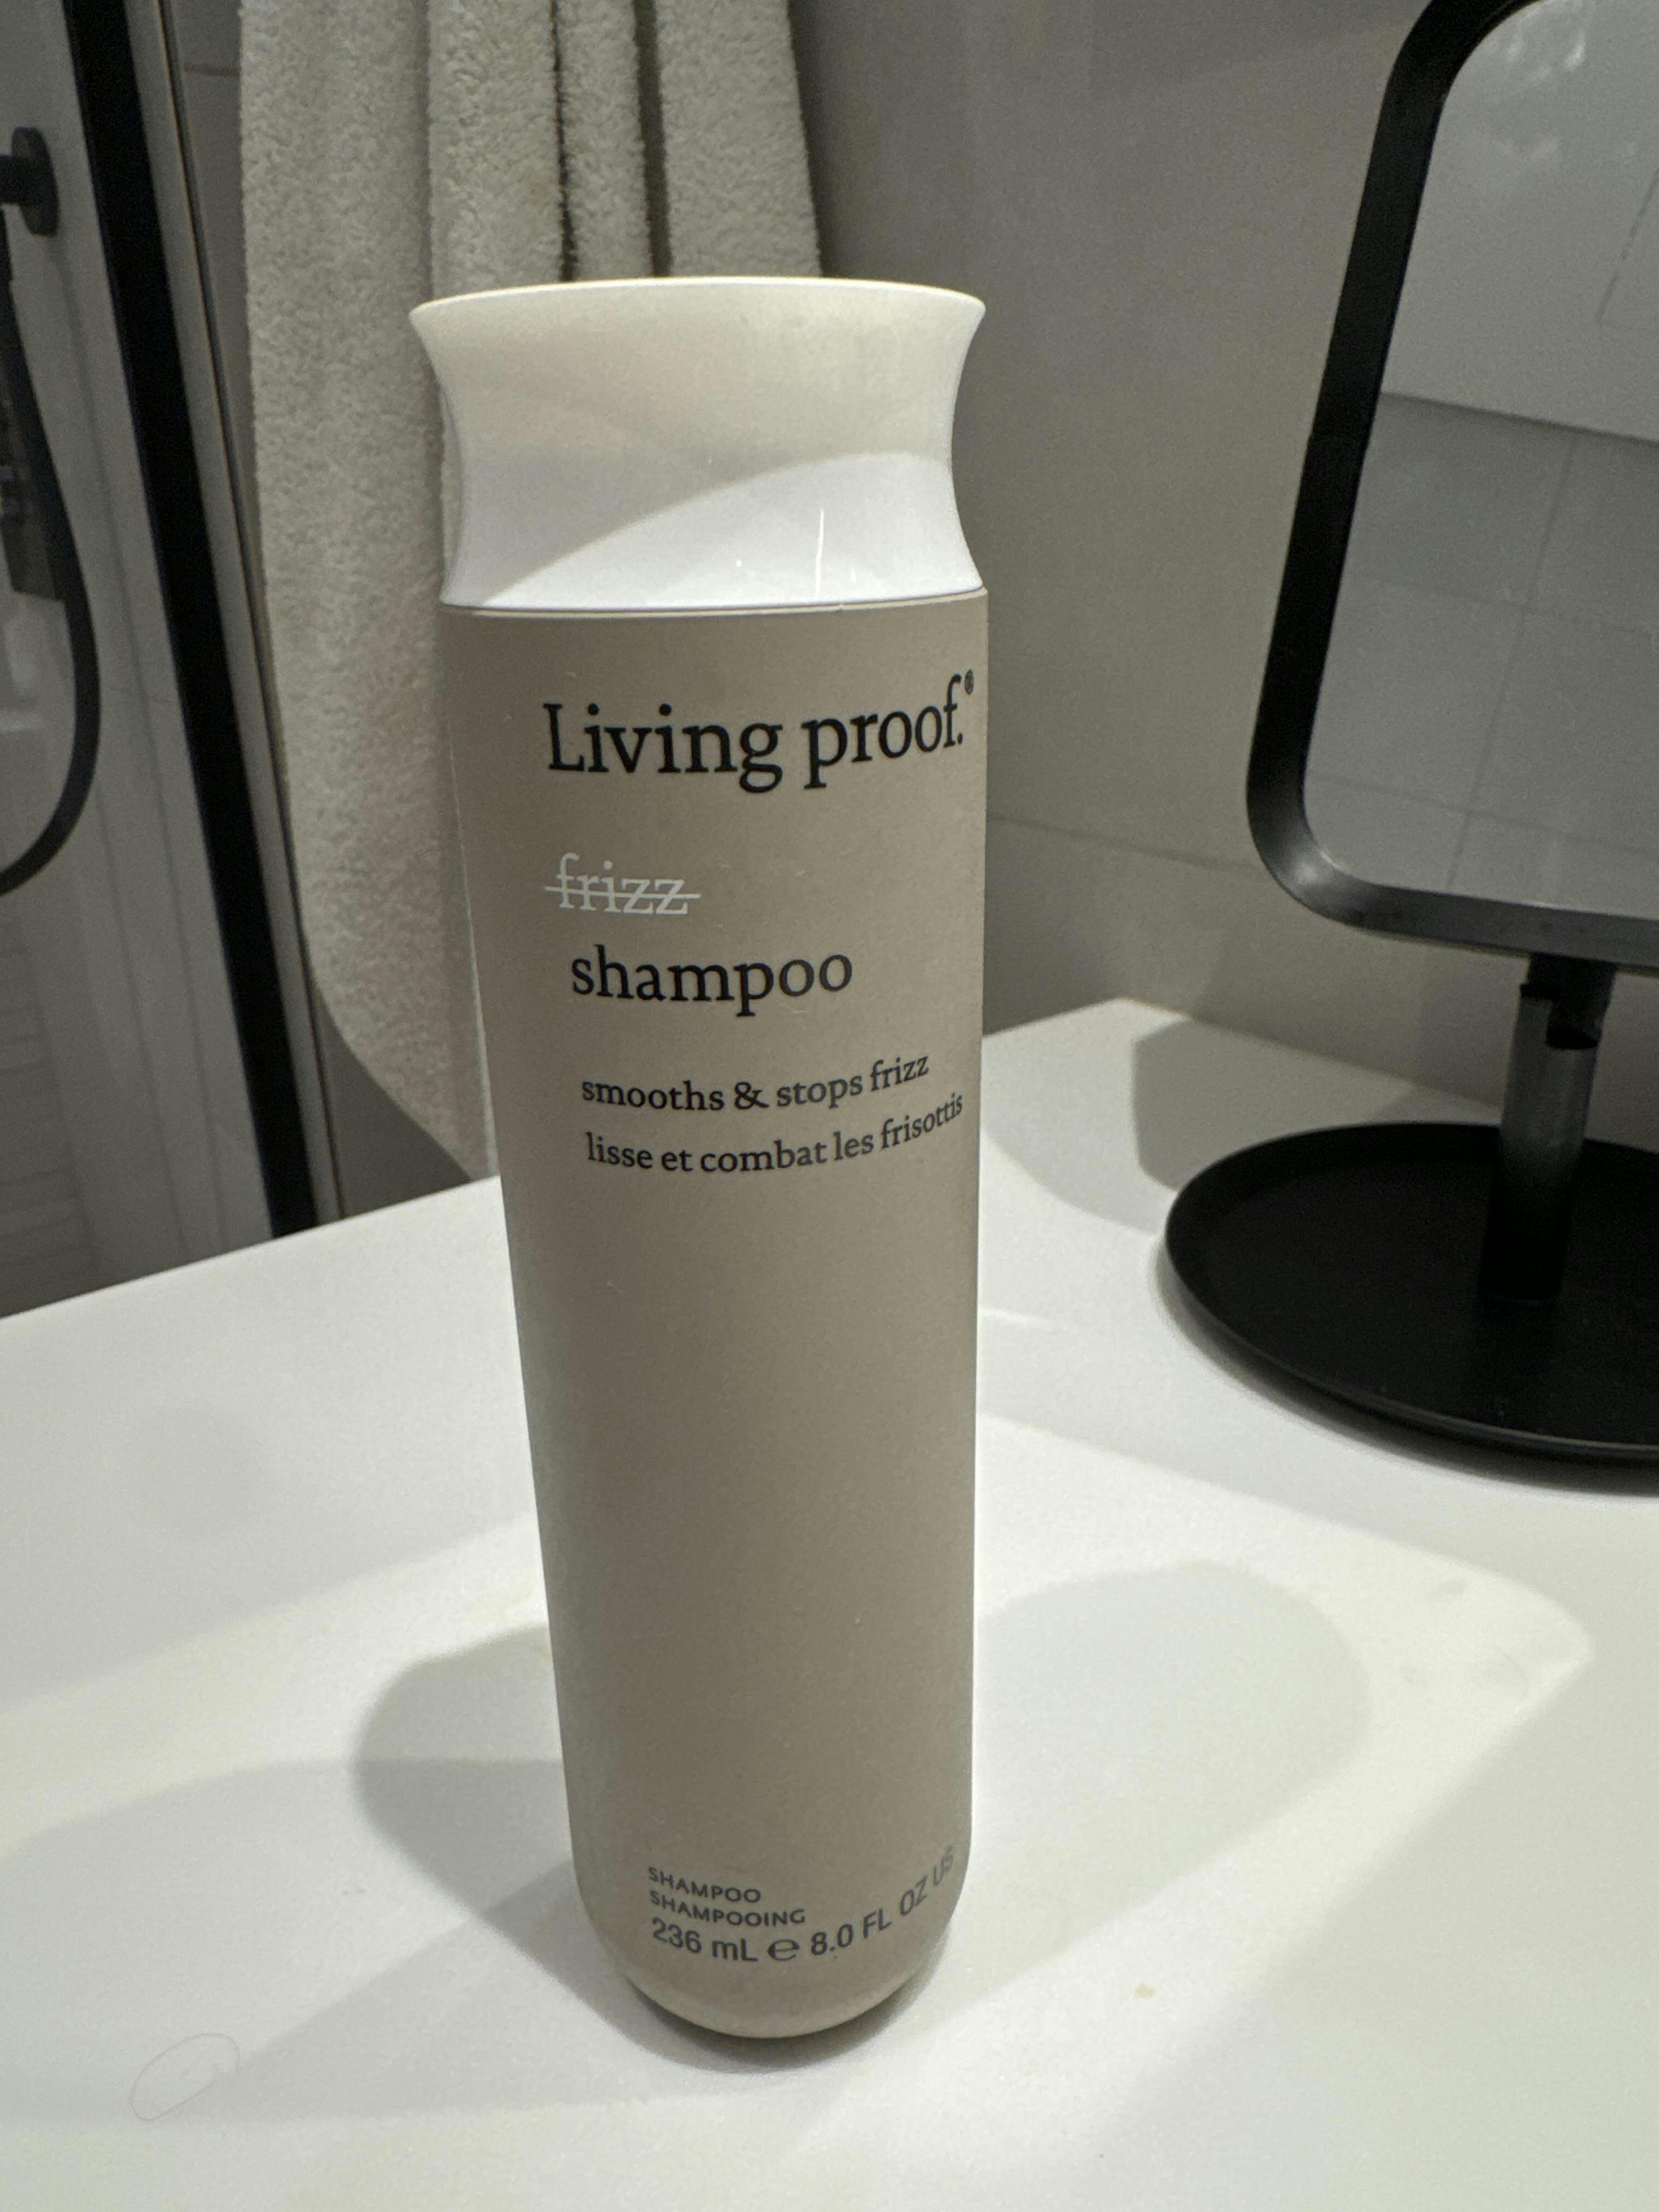 Living proof.®
frizz
shampoo
smooths & stops frizz
lisse et combat les frisottis
SHAMPOO
SHAMPOOING
236 mL ℮ 8.0 FL OZ US